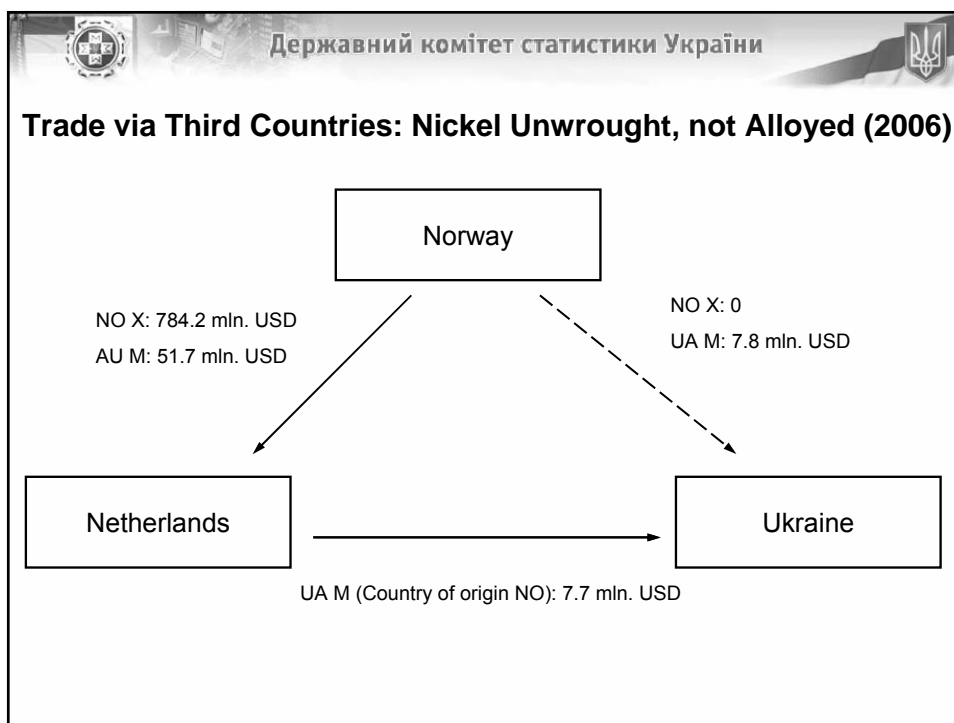 Державний комітет статистики України
Trade via Third Countries: Nickel Unwrought, not Alloyed (2006)
Norway
NO X: 784.2 mln. USD
AU M: 51.7 mln. USD
NO X: 0
UA M: 7.8 mln. USD
Netherlands
Ukraine
UA M (Country of origin NO): 7.7 mln. USD